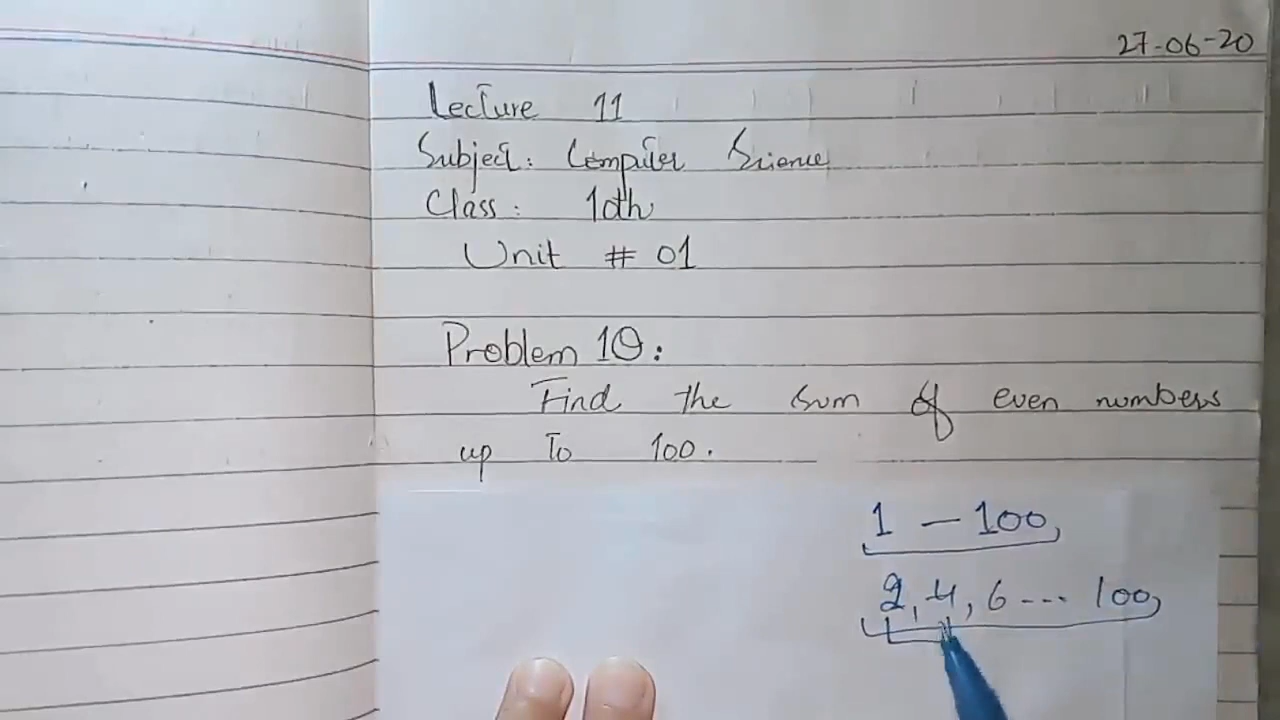 27-06-20
Lecture 11
Subject: Computer Science
Class: 10th
Unit # 01
Problem 10:
Find the sum of even numbers
up to 100.
1 — 100,
2, 4, 6 --- 100,